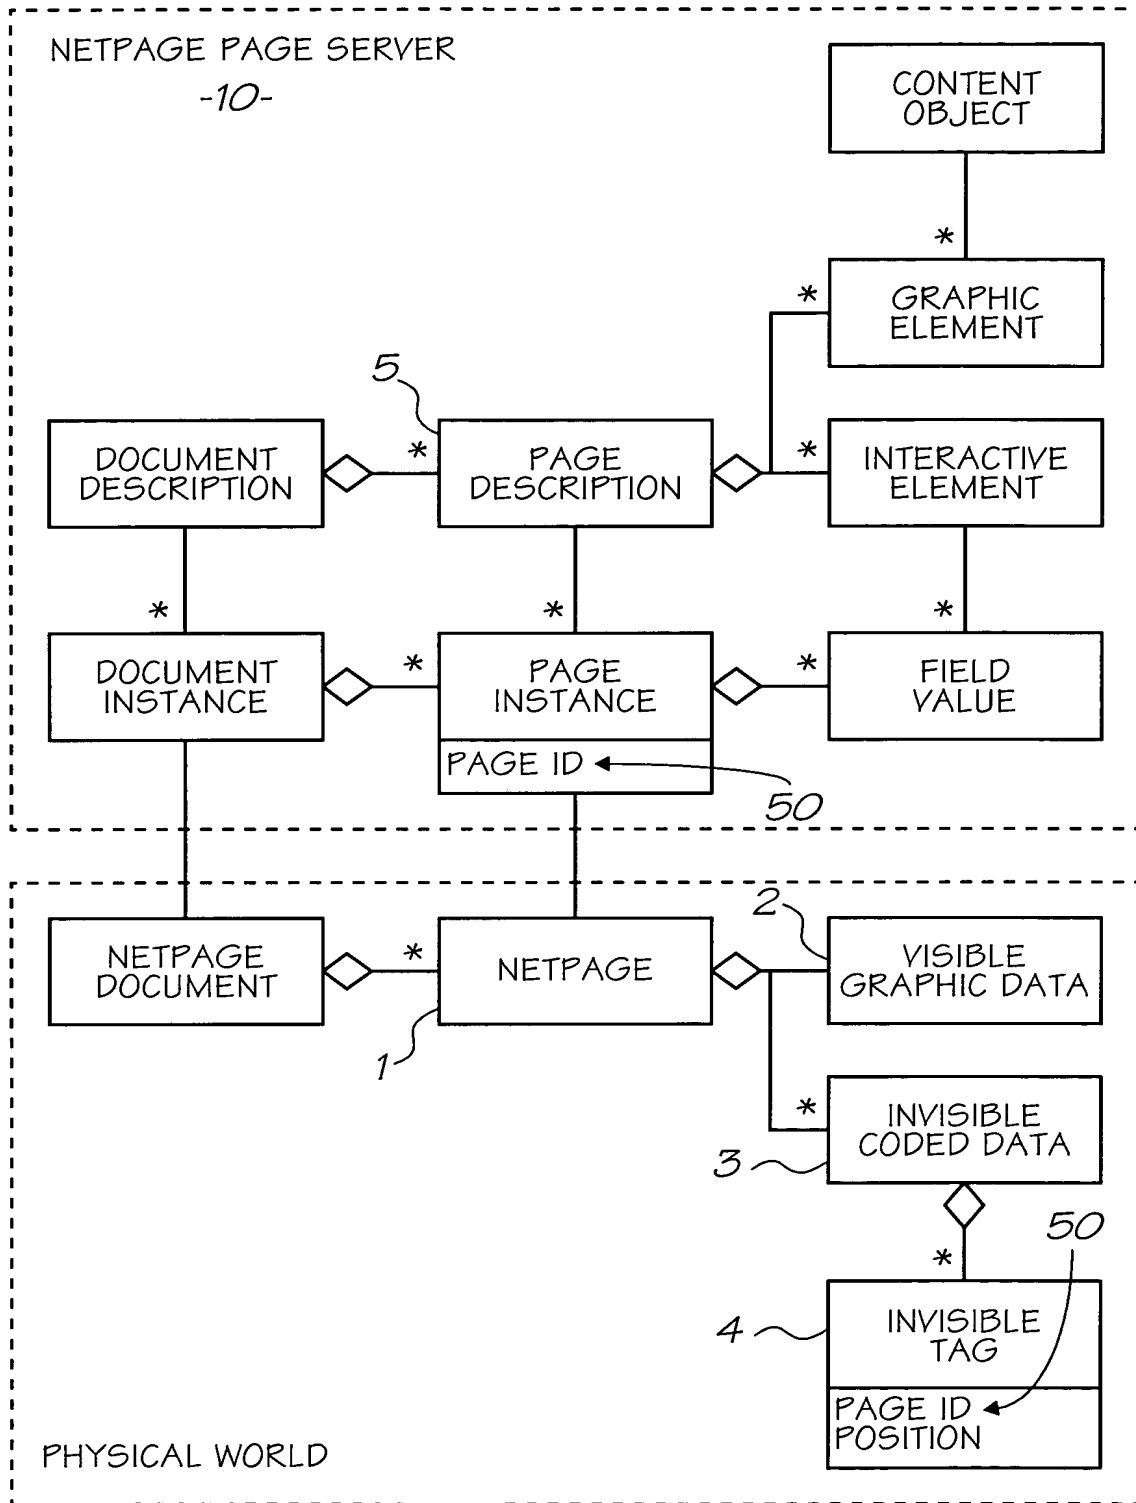 NETPAGE PAGE SERVER
-10-
CONTENT
OBJECT
*
*
GRAPHIC
ELEMENT
5
DOCUMENT
DESCRIPTION
*
PAGE
DESCRIPTION
*
INTERACTIVE
ELEMENT
*
*
*
DOCUMENT
INSTANCE
*
PAGE
INSTANCE
*
FIELD
VALUE
PAGE ID
50
2
NETPAGE
DOCUMENT
*
NETPAGE
VISIBLE
GRAPHIC DATA
1
*
INVISIBLE
CODED DATA
3
50
*
4
INVISIBLE
TAG
PAGE ID
POSITION
PHYSICAL WORLD